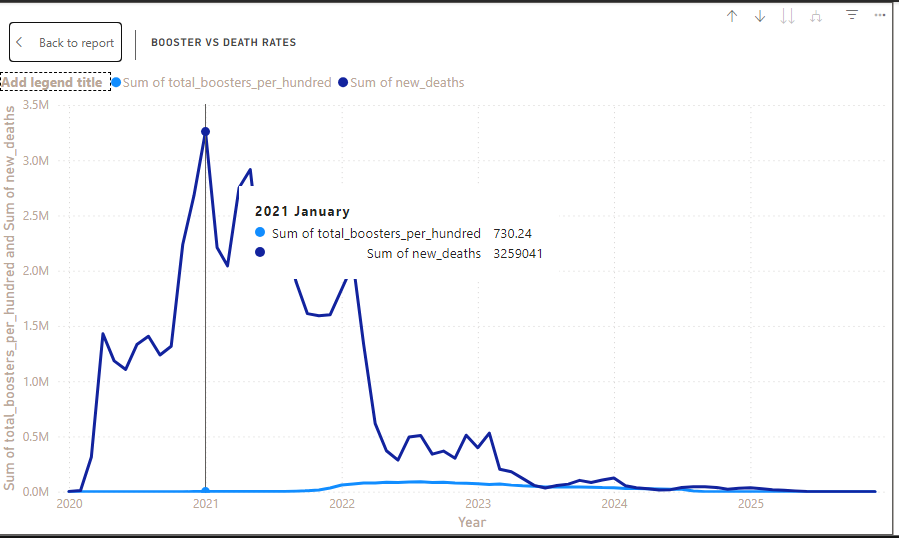 Back to report
BOOSTER VS DEATH RATES
Add legend title Sum of total_boosters_per_hundred Sum of new_deaths
Sum of total_boosters_per_hundred and Sum of new_deaths
3.5M
3.0M
2.5M
2.0M
1.5M
1.0M
0.5M
0.0M
2021 January
Sum of total_boosters_per_hundred 730.24
Sum of new_deaths 3259041
2020 2021 2022 2023 2024 2025
Year